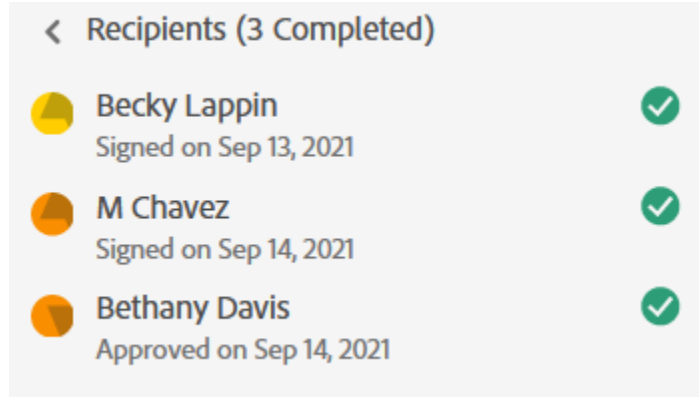 Recipients (3 Completed)
Becky Lappin
Signed on Sep 13, 2021
M Chavez
Signed on Sep 14, 2021
Bethany Davis
Approved on Sep 14, 2021